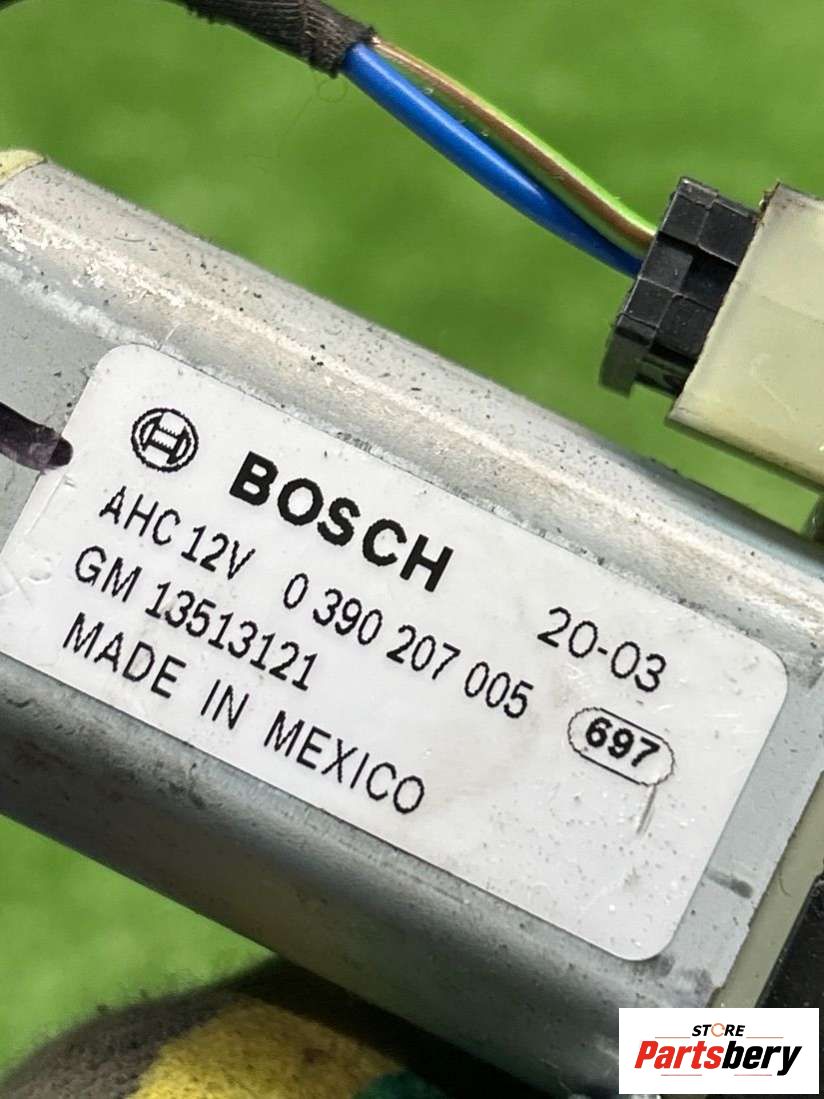 BOSCH
AHC 12V 0 390 207 005 20-03
GM 13513121 697
MADE IN MEXICO
STORE
Partsbery